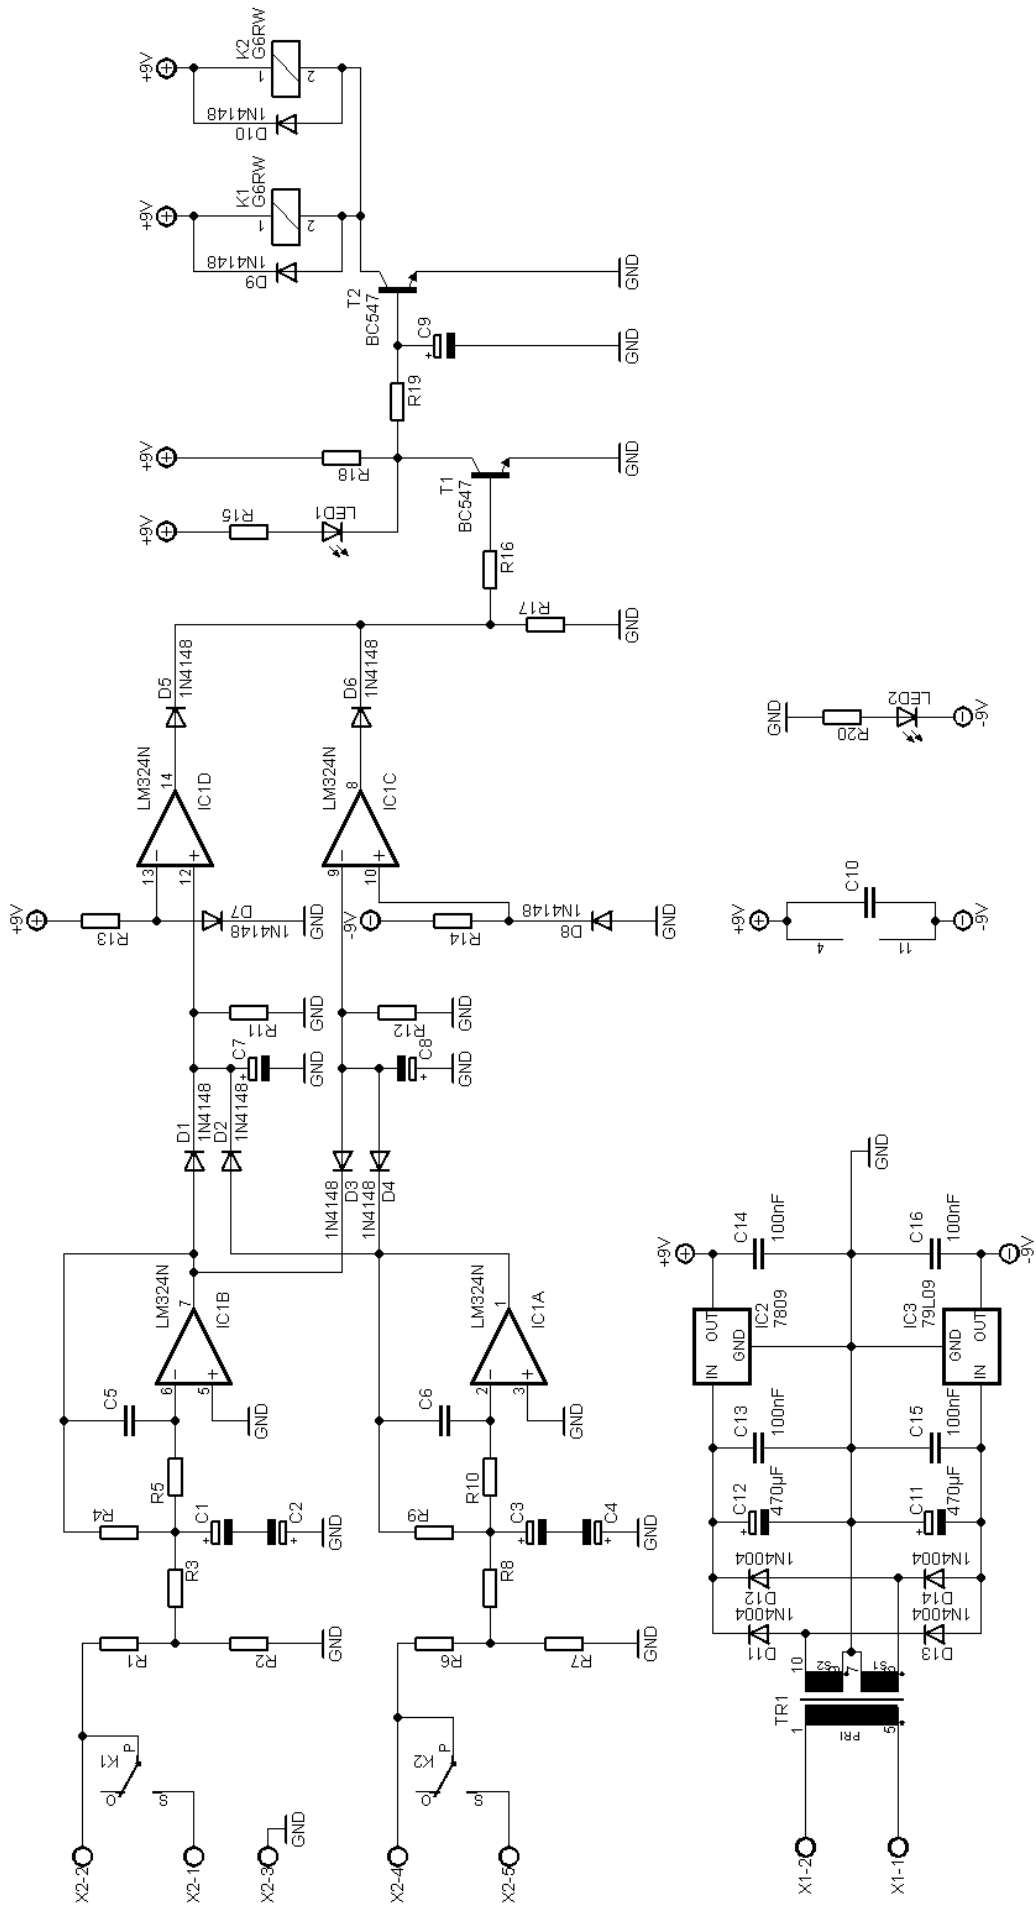 +9V
K2
G6RW
1
2
1N4148
D10
+9V
K1
G6RW
1
2
1N4148
D9
T2
BC547
GND
C9
+
GND
R19
+9V
R18
T1
BC547
GND
+9V
R15
LED1
R16
R17
GND
D5
1N4148
D6
1N4148
LM324N
14
IC1D
13
12
LM324N
8
IC1C
9
10
+9V
R13
D7
1N4148
GND
-9V
R14
D8
1N4148
GND
R11
GND
R12
GND
C7
+
GND
C8
+
GND
D1
1N4148
D2
1N4148
1N4148
D3
1N4148
D4
LM324N
7
IC1B
6
5
GND
C5
LM324N
1
IC1A
2
3
GND
C6
R4
R5
R3
C1
+
C2
+
GND
R9
R10
R8
C3
+
C4
+
GND
R1
R2
GND
R6
R7
GND
K1
P
O
S
K2
P
O
S
X2-2
X2-1
X2-3
GND
X2-4
X2-5
GND
R20
LED2
-9V
+9V
C10
4
11
-9V
GND
+9V
C14
100nF
C16
100nF
-9V
OUT
GND
IN
IC2
7809
IC3
79L09
GND
OUT
IN
C13
100nF
C15
100nF
C12
+
470µF
C11
+
470µF
D12
1N4004
D14
1N4004
D11
1N4004
D13
1N4004
TR1
1
5
PRI
10
S2
7
S1
X1-2
X1-1